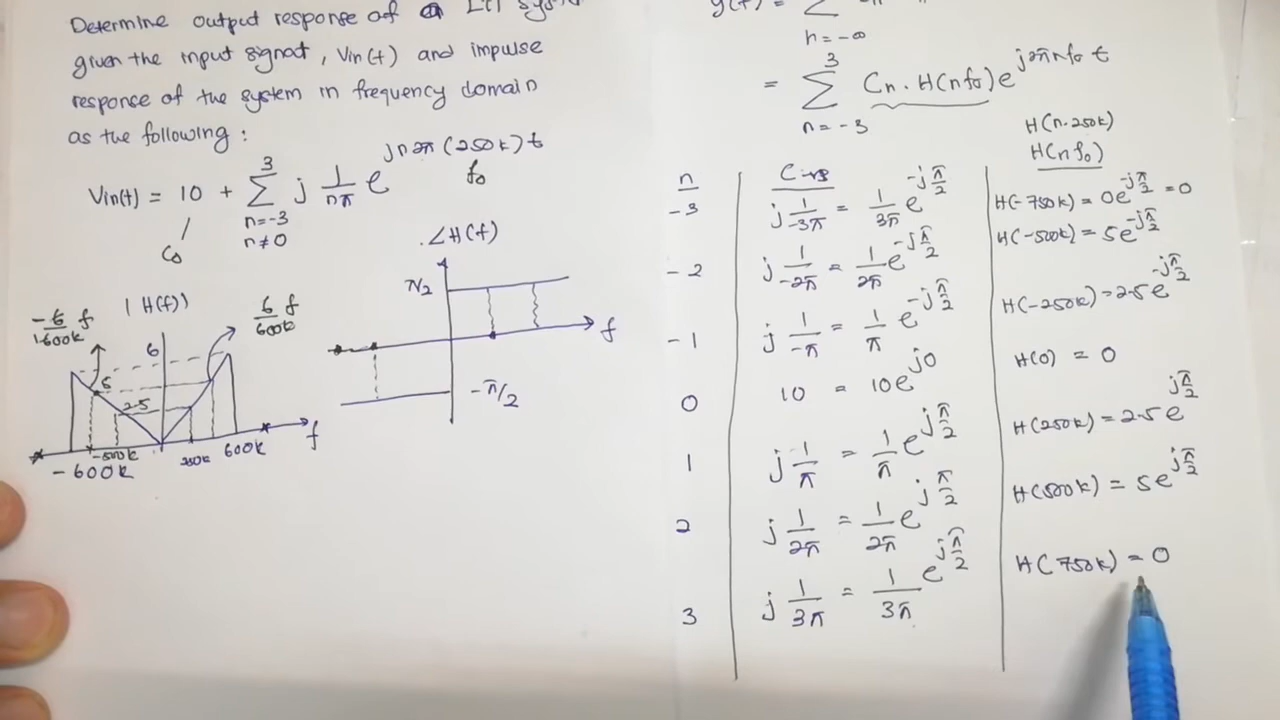 Determine output response of a LTI system
given the input signal, Vin(t) and impulse
response of the system in frequency domain
as the following:
Vin(t) = 10 + ∑ j 1/nπ e^{jn2π(250k)t}
3
n=-3
n≠0
C₀
f₀
|H(f)|
-6/600k f
6/600k f
6
5
2.5
-600k
-500k
250k
600k
f
∠H(f)
π/2
-π/2
f
y(t) = ∑
n=-∞
= ∑ Cn·H(nf₀)e^{j2πnf₀t}
3
n=-3
H(n·250k)
n
H(nf₀)
-3 j 1/-3π = 1/3π e^{-jπ/2} H(-750k) = 0e^{-jπ/2} = 0
-2 j 1/-2π = 1/2π e^{-jπ/2} H(-500k) = 5e^{-jπ/2}
-1 j 1/-π = 1/π e^{-jπ/2} H(-250k) = 2.5e^{-jπ/2}
0 10 = 10e^{j0} H(0) = 0
1 j 1/π = 1/π e^{jπ/2} H(250k) = 2.5e^{jπ/2}
2 j 1/2π = 1/2π e^{jπ/2} H(500k) = 5e^{jπ/2}
3 j 1/3π = 1/3π e^{jπ/2} H(750k) = 0